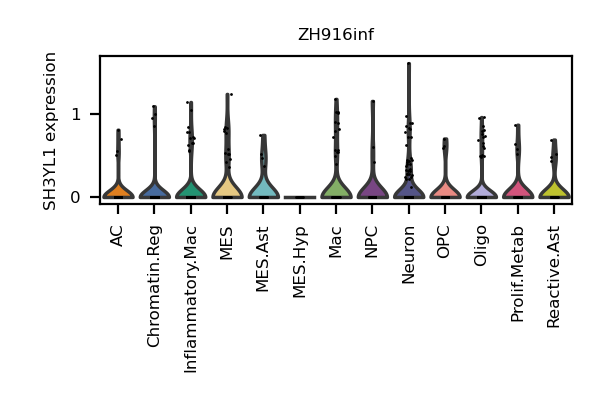 ZH916inf
SH3YL1 expression
1
0
AC
Chromatin.Reg
Inflammatory.Mac
MES
MES.Ast
MES.Hyp
Mac
NPC
Neuron
OPC
Oligo
Prolif.Metab
Reactive.Ast